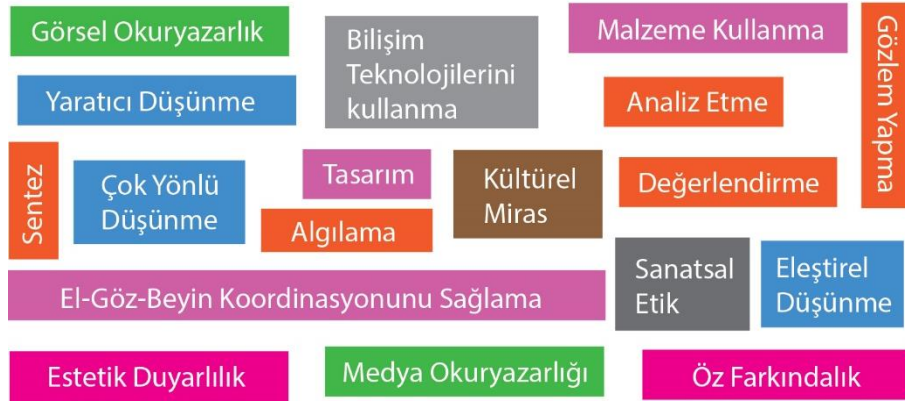 Görsel Okuryazarlık
Bilişim
Teknolojilerini
kullanma
Malzeme Kullanma
Gözlem Yapma
Yaratıcı Düşünme
Analiz Etme
Sentez
Çok Yönlü
Düşünme
Tasarım
Kültürel
Miras
Değerlendirme
Algılama
El-Göz-Beyin Koordinasyonunu Sağlama
Sanatsal
Etik
Eleştirel
Düşünme
Estetik Duyarlılık
Medya Okuryazarlığı
Öz Farkındalık